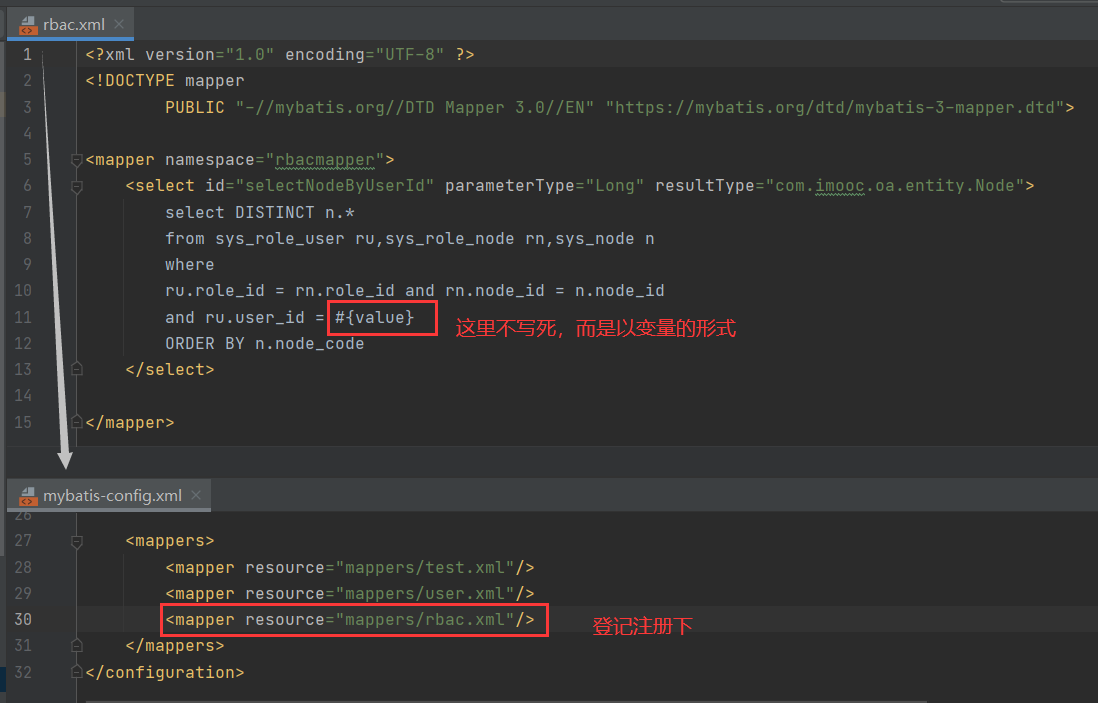 rbac.xml
1 <?xml version="1.0" encoding="UTF-8" ?>
2 <!DOCTYPE mapper
3 PUBLIC "-//mybatis.org//DTD Mapper 3.0//EN" "https://mybatis.org/dtd/mybatis-3-mapper.dtd">
4
5 <mapper namespace="rbacmapper">
6 <select id="selectNodeByUserId" parameterType="Long" resultType="com.imooc.oa.entity.Node">
7 select DISTINCT n.*
8 from sys_role_user ru,sys_role_node rn,sys_node n
9 where
10 ru.role_id = rn.role_id and rn.node_id = n.node_id
11 and ru.user_id = #{value} 这里不写死，而是以变量的形式
12 ORDER BY n.node_code
13 </select>
14
15 </mapper>
mybatis-config.xml
26
27 <mappers>
28 <mapper resource="mappers/test.xml"/>
29 <mapper resource="mappers/user.xml"/>
30 <mapper resource="mappers/rbac.xml"/> 登记注册下
31 </mappers>
32 </configuration>